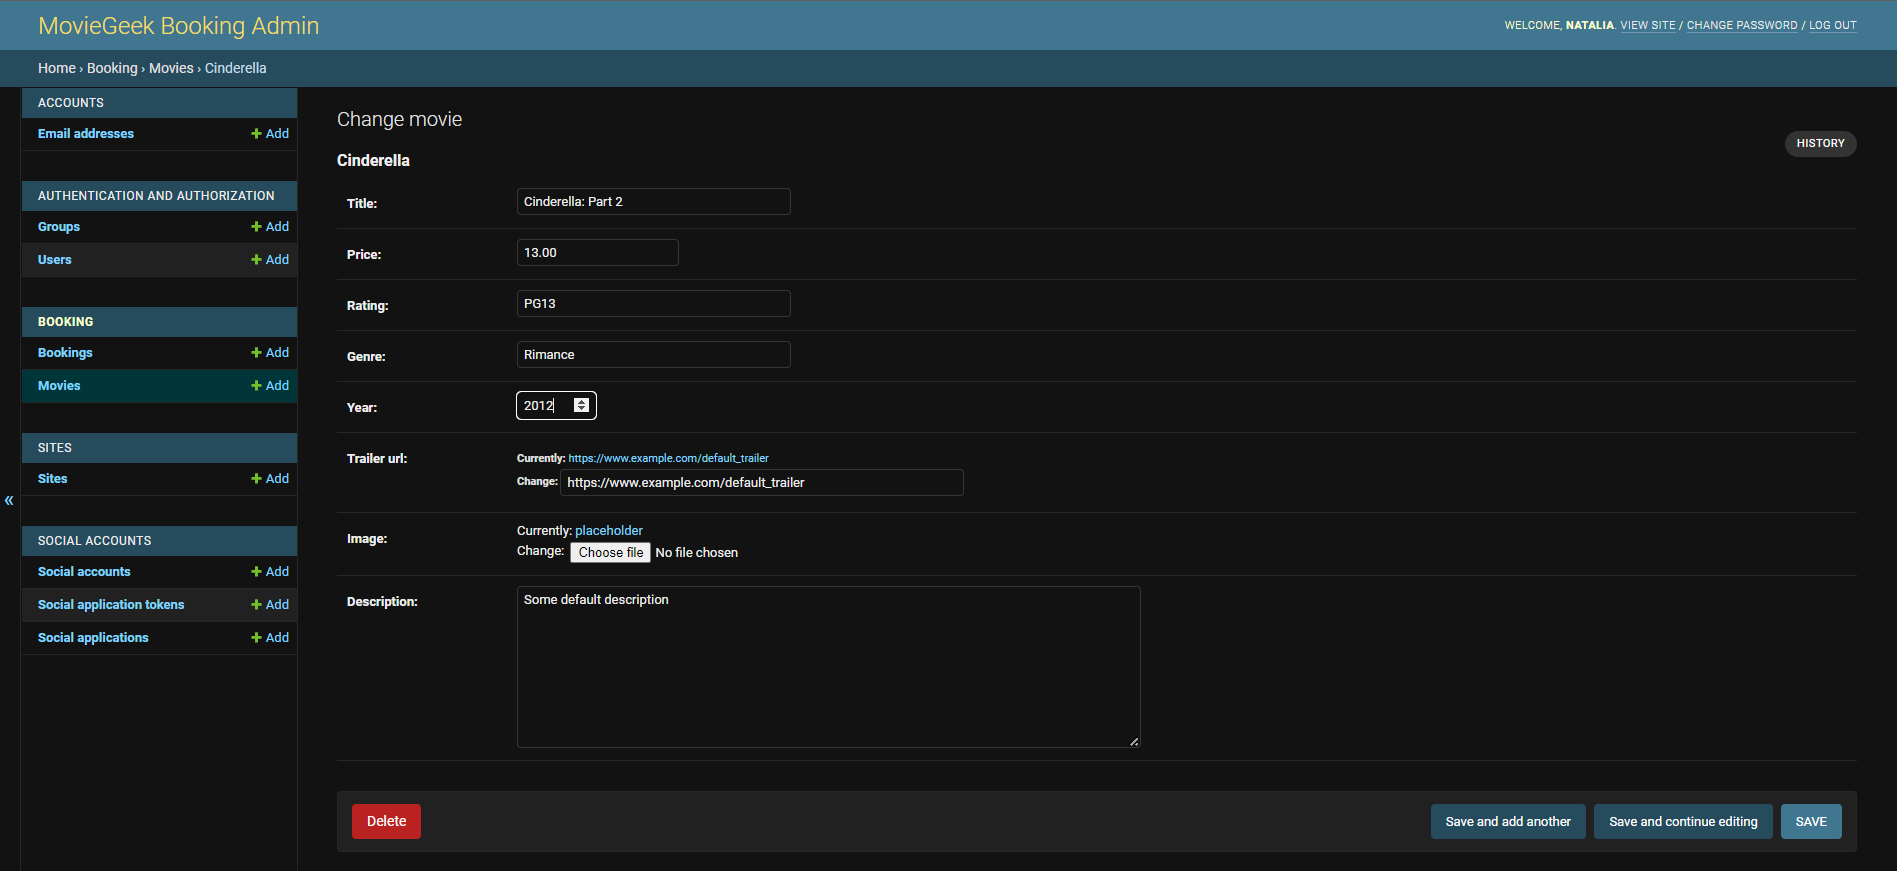 MovieGeek Booking Admin
WELCOME, NATALIA. VIEW SITE / CHANGE PASSWORD / LOG OUT
Home › Booking › Movies › Cinderella
ACCOUNTS
Email addresses + Add
AUTHENTICATION AND AUTHORIZATION
Groups + Add
Users + Add
BOOKING
Bookings + Add
Movies + Add
SITES
Sites + Add
«
SOCIAL ACCOUNTS
Social accounts + Add
Social application tokens + Add
Social applications + Add
Change movie
HISTORY
Cinderella
Title: Cinderella: Part 2
Price: 13.00
Rating: PG13
Genre: Rimance
Year: 2012
Trailer url: Currently: https://www.example.com/default_trailer
Change: https://www.example.com/default_trailer
Image: Currently: placeholder
Change: Choose file No file chosen
Description: Some default description
Delete
Save and add another
Save and continue editing
SAVE